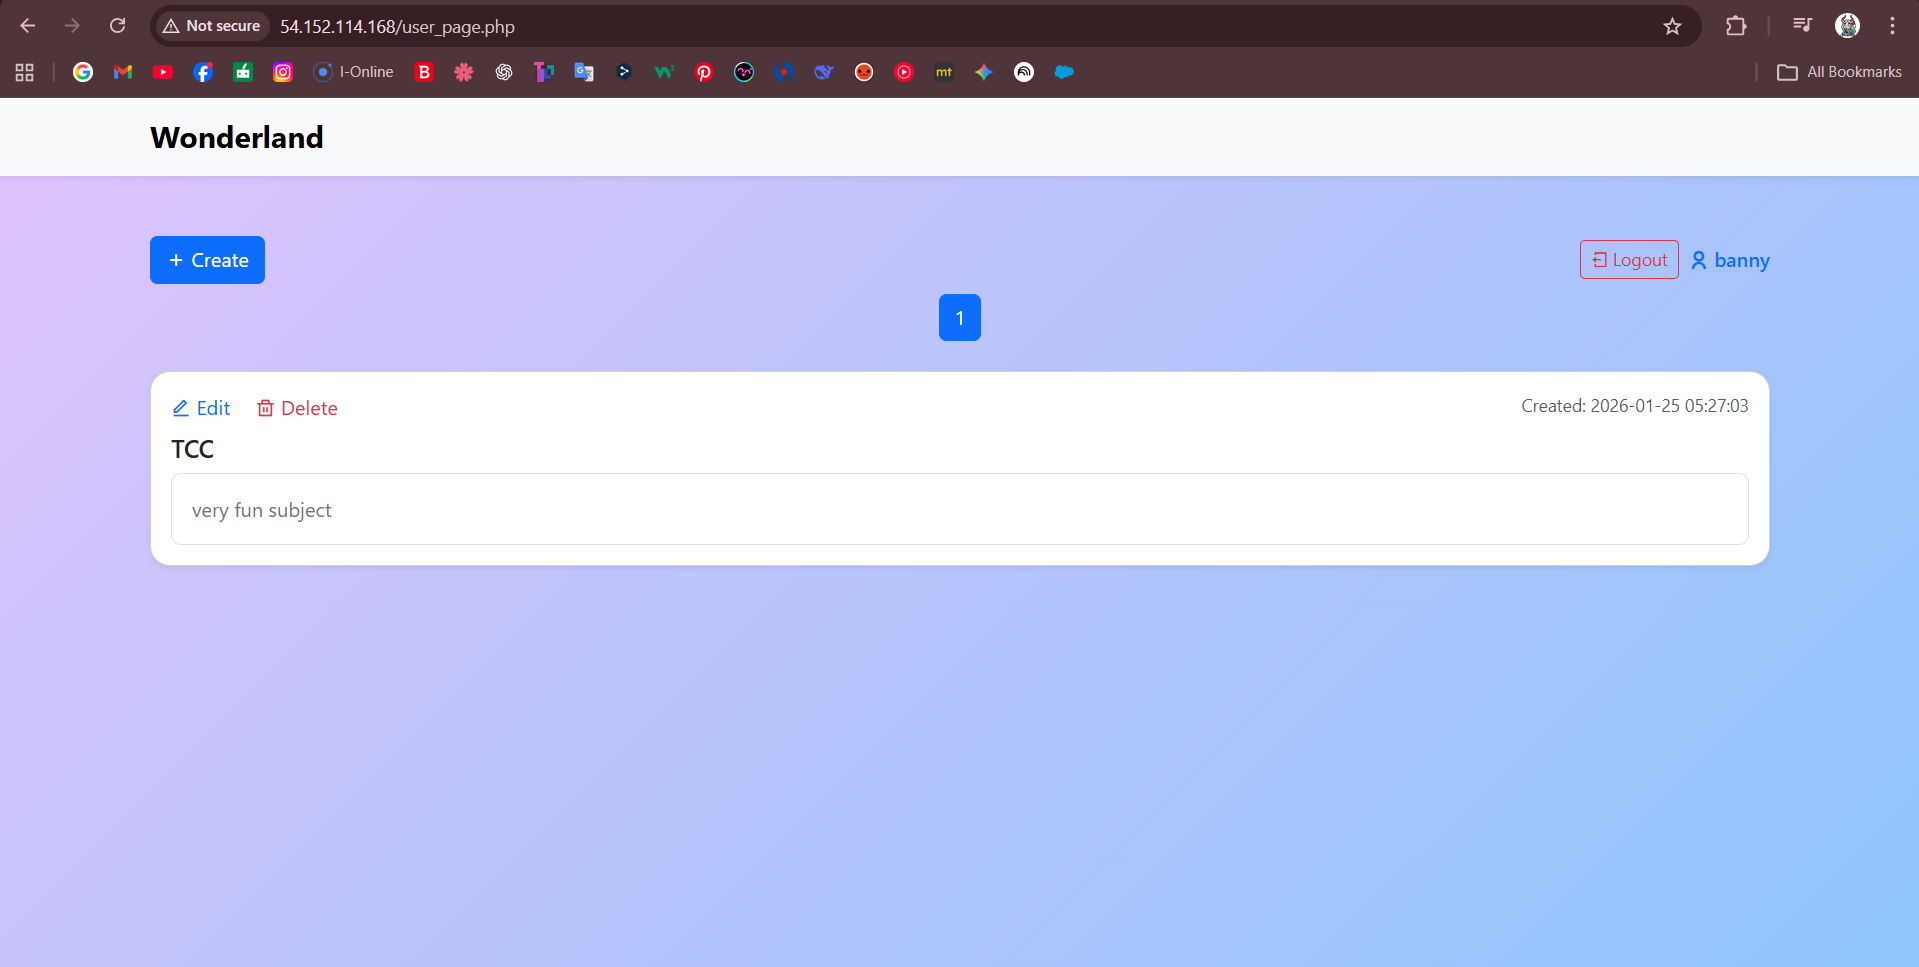 Not secure 54.152.114.168/user_page.php
I-Online B mt All Bookmarks
Wonderland
+ Create Logout banny
1
Edit Delete Created: 2026-01-25 05:27:03
TCC
very fun subject